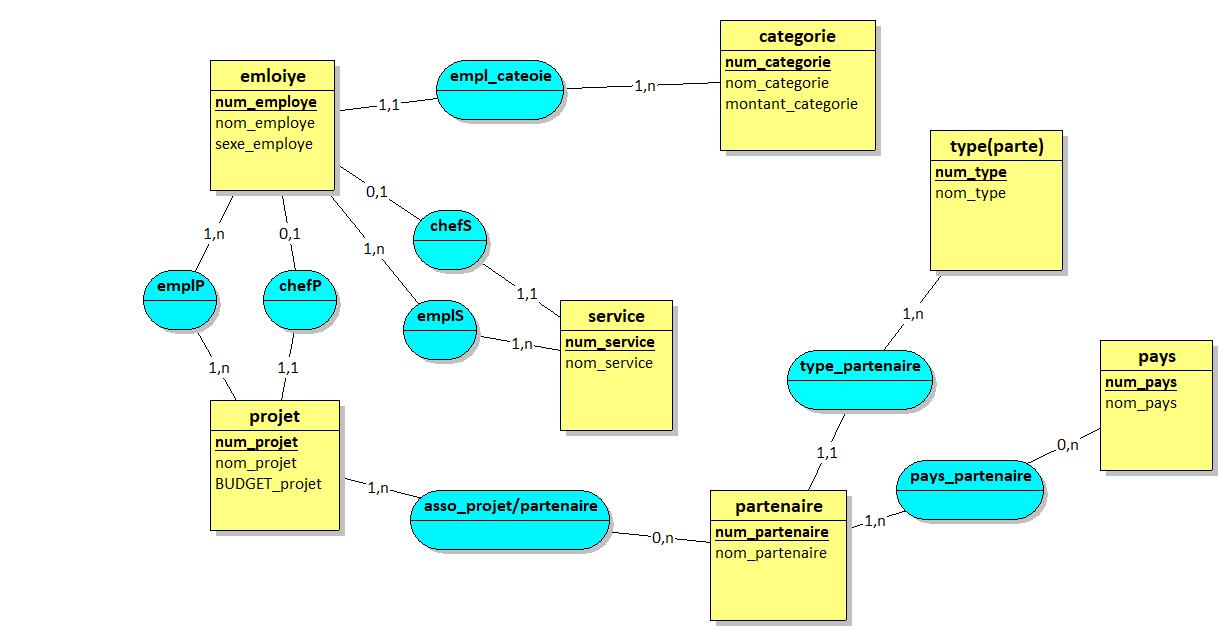 categorie
num_categorie
nom_categorie
montant_categorie
emloiye
num_employe
nom_employe
sexe_employe
empl_cateoie
1,1
1,n
type(parte)
num_type
nom_type
0,1
chefS
1,n
0,1
1,n
emplP
chefP
1,1
emplS
1,n
service
num_service
nom_service
1,n
type_partenaire
1,n
1,1
pays
num_pays
nom_pays
projet
num_projet
nom_projet
BUDGET_projet
1,1
0,n
pays_partenaire
1,n
1,n
asso_projet/partenaire
0,n
partenaire
num_partenaire
nom_partenaire